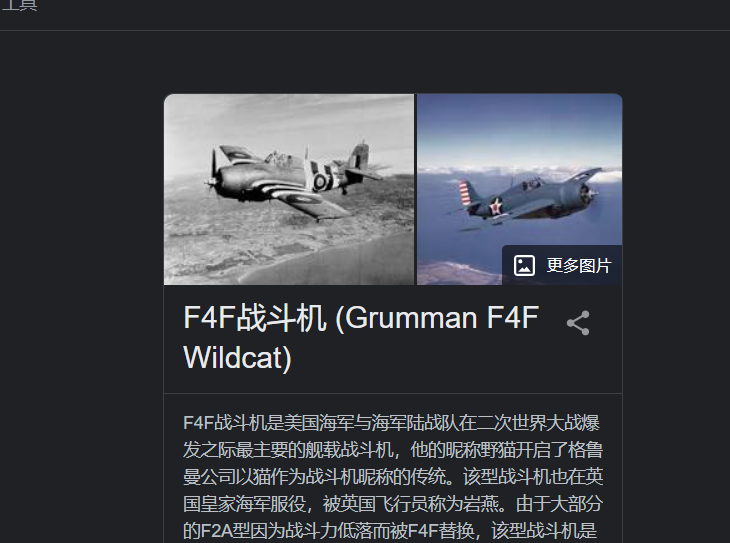 工具
更多图片
F4F战斗机 (Grumman F4F
Wildcat)
F4F战斗机是美国海军与海军陆战队在二次世界大战爆
发之际最主要的舰载战斗机，他的昵称野猫开启了格鲁
曼公司以猫作为战斗机昵称的传统。该型战斗机也在英
国皇家海军服役，被英国飞行员称为岩燕。由于大部分
的F2A型因为战斗力低落而被F4F替换，该型战斗机是